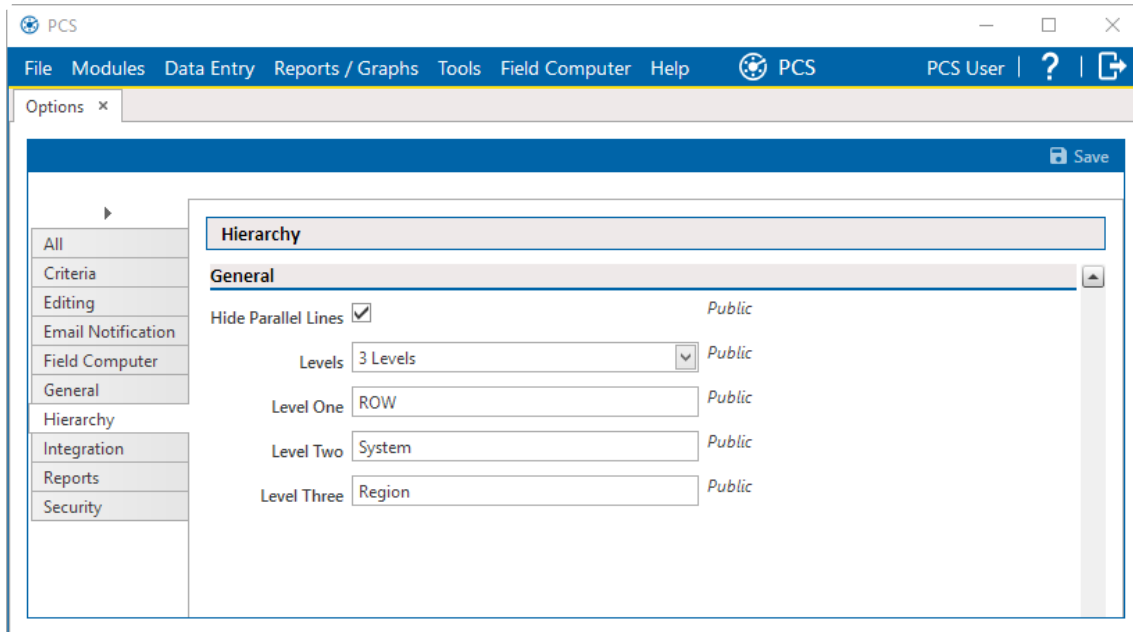 PCS
File Modules Data Entry Reports / Graphs Tools Field Computer Help PCS PCS User | ? |
Options ×
Save
All
Criteria
Editing
Email Notification
Field Computer
General
Hierarchy
Integration
Reports
Security
Hierarchy
General
Hide Parallel Lines Public
Levels 3 Levels Public
Level One ROW Public
Level Two System Public
Level Three Region Public